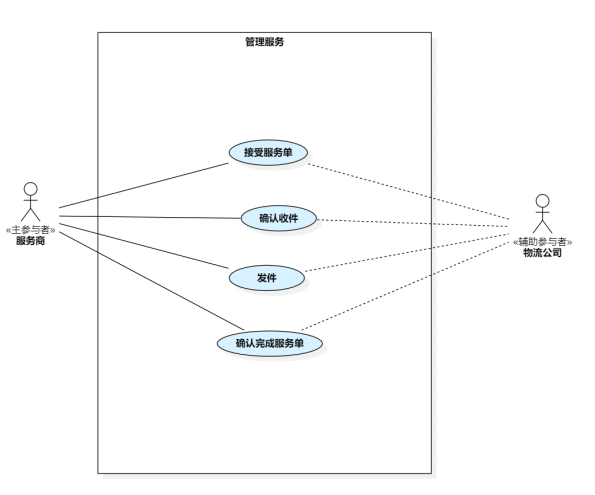 管理服务
接受服务单
确认收件
发件
确认完成服务单
«主参与者»
服务商
«辅助参与者»
物流公司